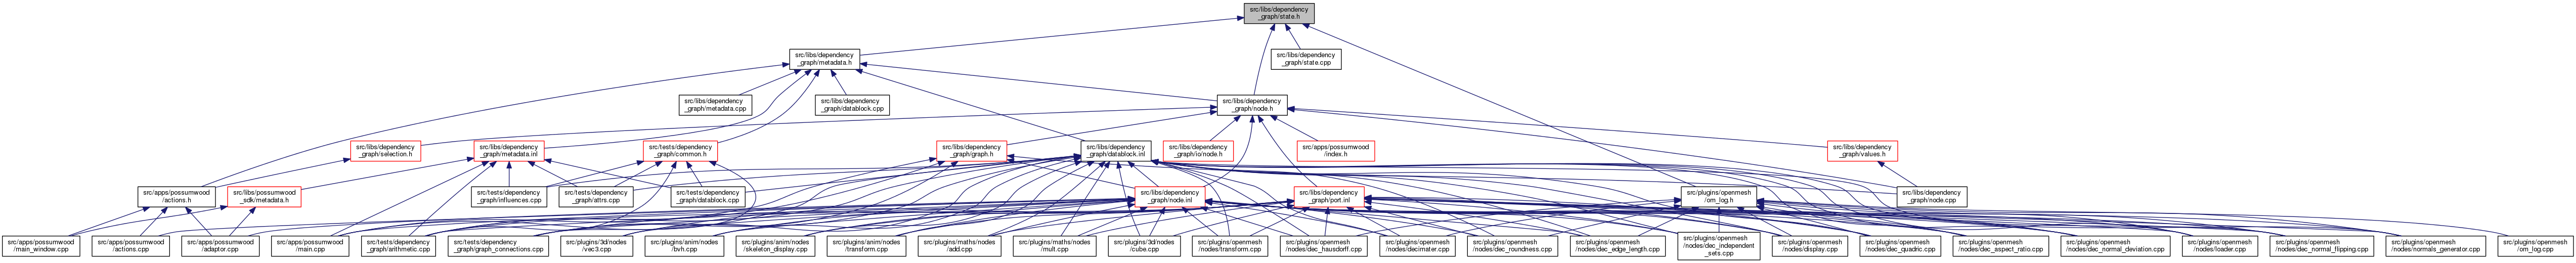 src/libs/dependency
_graph/state.h
src/libs/dependency
_graph/metadata.h
src/libs/dependency
_graph/state.cpp
src/libs/dependency
_graph/metadata.cpp
src/libs/dependency
_graph/datablock.cpp
src/libs/dependency
_graph/node.h
src/libs/dependency
_graph/selection.h
src/libs/dependency
_graph/metadata.inl
src/tests/dependency
_graph/common.h
src/libs/dependency
_graph/graph.h
src/libs/dependency
_graph/datablock.inl
src/libs/dependency
_graph/io/node.h
src/apps/possumwood
/index.h
src/libs/dependency
_graph/values.h
src/apps/possumwood
/actions.h
src/libs/possumwood
_sdk/metadata.h
src/tests/dependency
_graph/influences.cpp
src/tests/dependency
_graph/attrs.cpp
src/tests/dependency
_graph/datablock.cpp
src/libs/dependency
_graph/node.inl
src/libs/dependency
_graph/port.inl
src/plugins/openmesh
/om_log.h
src/libs/dependency
_graph/node.cpp
src/apps/possumwood
/main_window.cpp
src/apps/possumwood
/actions.cpp
src/apps/possumwood
/adaptor.cpp
src/apps/possumwood
/main.cpp
src/tests/dependency
_graph/arithmetic.cpp
src/tests/dependency
_graph/graph_connections.cpp
src/plugins/3d/nodes
/vec3.cpp
src/plugins/anim/nodes
/bvh.cpp
src/plugins/anim/nodes
/skeleton_display.cpp
src/plugins/anim/nodes
/transform.cpp
src/plugins/maths/nodes
/add.cpp
src/plugins/maths/nodes
/mult.cpp
src/plugins/3d/nodes
/cube.cpp
src/plugins/openmesh
/nodes/transform.cpp
src/plugins/openmesh
/nodes/dec_hausdorff.cpp
src/plugins/openmesh
/nodes/decimater.cpp
src/plugins/openmesh
/nodes/dec_roundness.cpp
src/plugins/openmesh
/nodes/dec_edge_length.cpp
src/plugins/openmesh
/nodes/dec_independent
_sets.cpp
src/plugins/openmesh
/nodes/display.cpp
src/plugins/openmesh
/nodes/dec_quadric.cpp
src/plugins/openmesh
/nodes/dec_aspect_ratio.cpp
src/plugins/openmesh
/nodes/dec_normal_deviation.cpp
src/plugins/openmesh
/nodes/loader.cpp
src/plugins/openmesh
/nodes/dec_normal_flipping.cpp
src/plugins/openmesh
/nodes/normals_generator.cpp
src/plugins/openmesh
/om_log.cpp